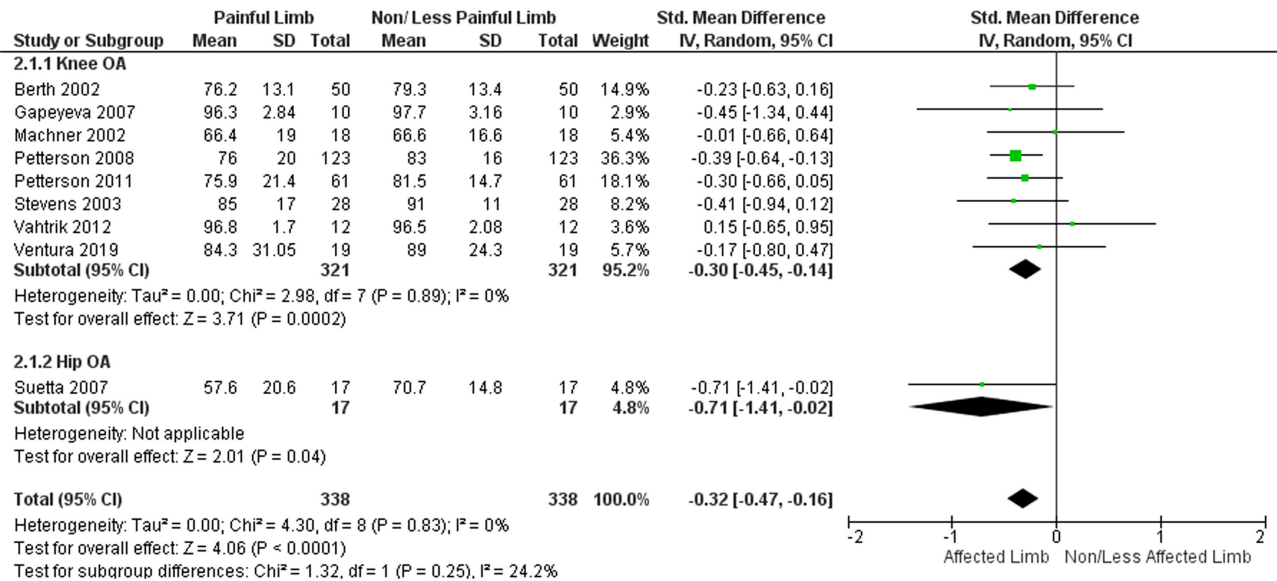 Painful Limb Non/Less Painful Limb Std. Mean Difference Std. Mean Difference
Study or Subgroup Mean SD Total Mean SD Total Weight IV, Random, 95% CI IV, Random, 95% CI
2.1.1 Knee OA
Berth 2002 76.2 13.1 50 79.3 13.4 50 14.9% -0.23 [-0.63, 0.16]
Gapeyeva 2007 96.3 2.84 10 97.7 3.16 10 2.9% -0.45 [-1.34, 0.44]
Machner 2002 66.4 19 18 66.6 16.6 18 5.4% -0.01 [-0.66, 0.64]
Petterson 2008 76 20 123 83 16 123 36.3% -0.39 [-0.64, -0.13]
Petterson 2011 75.9 21.4 61 81.5 14.7 61 18.1% -0.30 [-0.66, 0.05]
Stevens 2003 85 17 28 91 11 28 8.2% -0.41 [-0.94, 0.12]
Vahtrik 2012 96.8 1.7 12 96.5 2.08 12 3.6% 0.15 [-0.65, 0.95]
Ventura 2019 84.3 31.05 19 89 24.3 19 5.7% -0.17 [-0.80, 0.47]
Subtotal (95% CI) 321 321 95.2% -0.30 [-0.45, -0.14]
Heterogeneity: Tau² = 0.00; Chi² = 2.98, df = 7 (P = 0.89); I² = 0%
Test for overall effect: Z = 3.71 (P = 0.0002)
2.1.2 Hip OA
Suetta 2007 57.6 20.6 17 70.7 14.8 17 4.8% -0.71 [-1.41, -0.02]
Subtotal (95% CI) 17 17 4.8% -0.71 [-1.41, -0.02]
Heterogeneity: Not applicable
Test for overall effect: Z = 2.01 (P = 0.04)
Total (95% CI) 338 338 100.0% -0.32 [-0.47, -0.16]
Heterogeneity: Tau² = 0.00; Chi² = 4.30, df = 8 (P = 0.83); I² = 0%
Test for overall effect: Z = 4.06 (P < 0.0001)
Test for subgroup differences: Chi² = 1.32, df = 1 (P = 0.25), I² = 24.2%
-2 -1 0 1 2
Affected Limb Non/Less Affected Limb